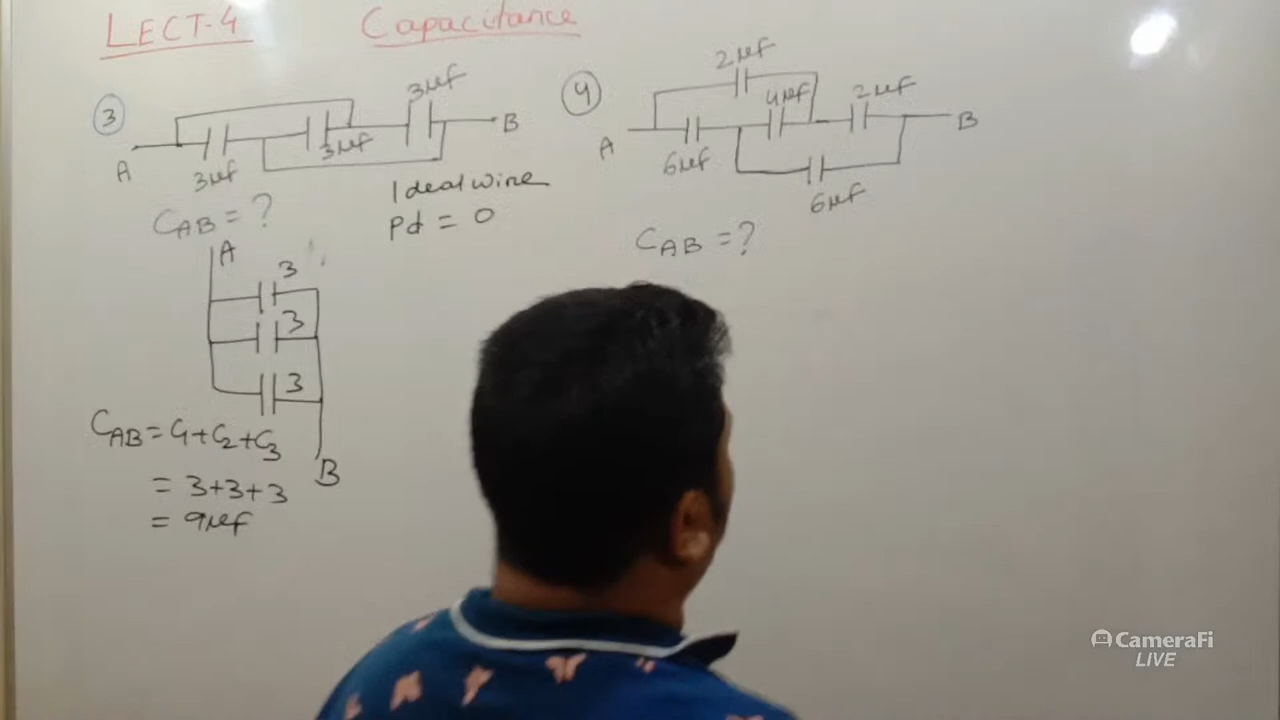 LECT-4 Capacitance
3
3μf
A
3μf
3μf
B
CAB = ?
Ideal wire
Pd = 0
A
3
3
3
B
CAB = C1+C2+C3
= 3+3+3
= 9μf
4
2μf
A
6μf
4μf
2μf
B
6μf
CAB = ?
CameraFi
LIVE